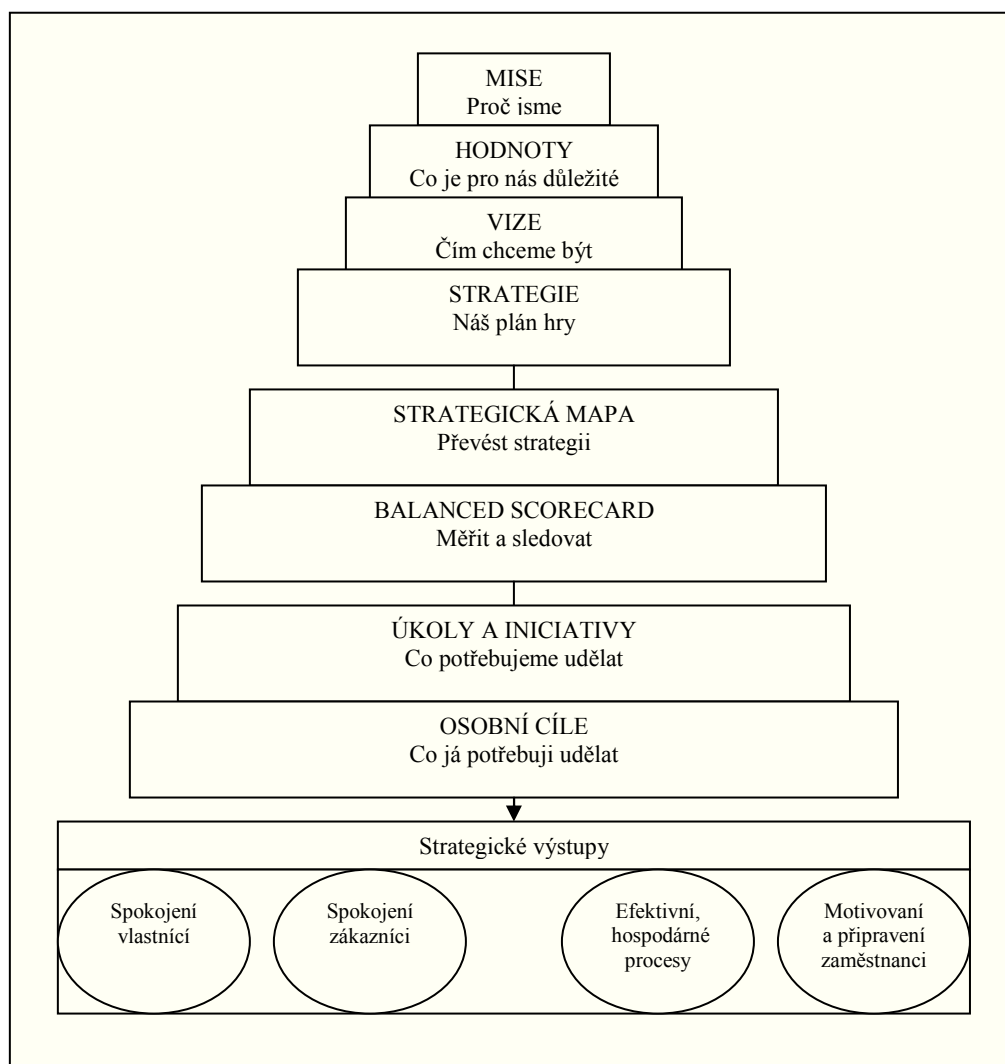 MISE
Proč jsme
HODNOTY
Co je pro nás důležité
VIZE
Čím chceme být
STRATEGIE
Náš plán hry
STRATEGICKÁ MAPA
Převést strategii
BALANCED SCORECARD
Měřit a sledovat
ÚKOLY A INICIATIVY
Co potřebujeme udělat
OSOBNÍ CÍLE
Co já potřebuji udělat
Strategické výstupy
Spokojení
vlastnící
Spokojení
zákazníci
Efektivní,
hospodárné
procesy
Motivovaní
a připravení
zaměstnanci